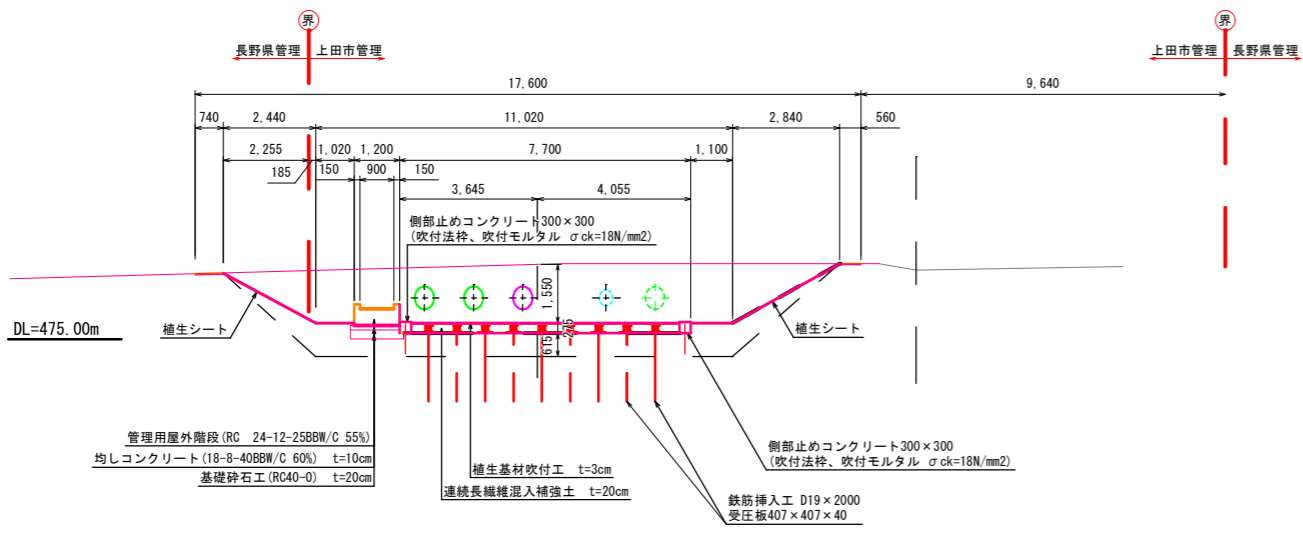 界
界
長野県管理
上田市管理
上田市管理
長野県管理
17,600
9,640
740
2,440
11,020
2,840
560
2,255
1,020
1,200
7,700
1,100
185
150
900
150
3,645
4,055
側部止めコンクリート300×300
(吹付法枠、吹付モルタル σck=18N/mm2)
1,550
275
615
DL=475.00m
植生シート
植生シート
管理用屋外階段(RC 24-12-25BBW/C 55%)
均しコンクリート(18-8-40BBW/C 60%) t=10cm
基礎砕石工(RC40-0) t=20cm
植生基材吹付工 t=3cm
連続長繊維混入補強土 t=20cm
側部止めコンクリート300×300
(吹付法枠、吹付モルタル σck=18N/mm2)
鉄筋挿入工 D19×2000
受圧板407×407×40